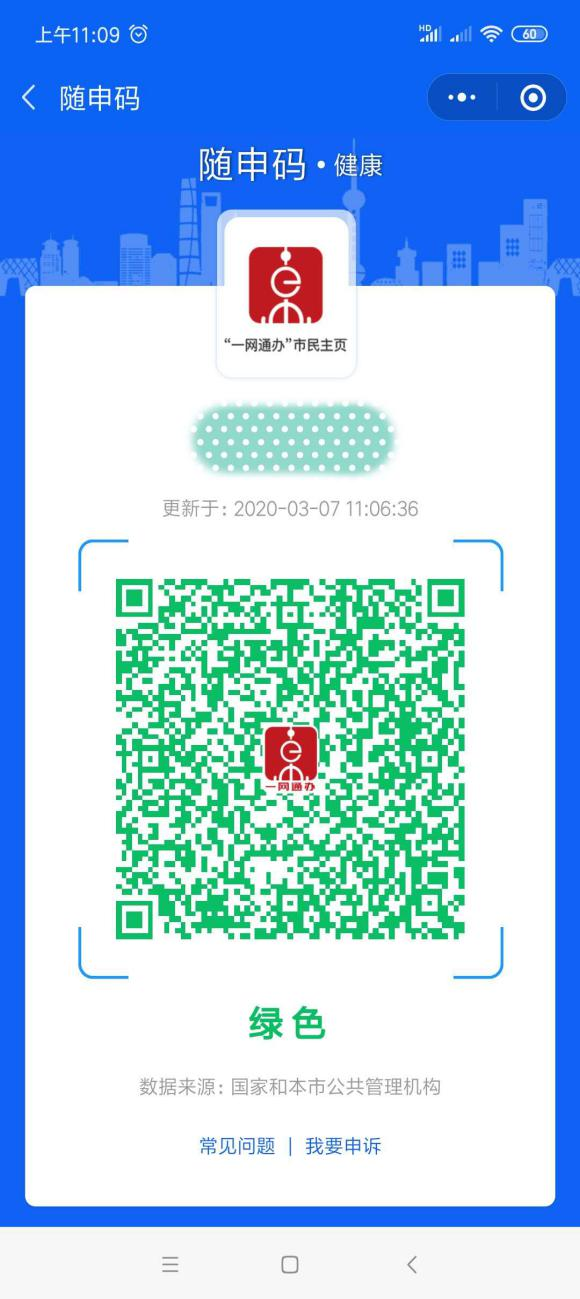 上午11:09
HD
60
随申码
随申码·健康
“一网通办”市民主页
更新于: 2020-03-07 11:06:36
一网通办
绿色
数据来源: 国家和本市公共管理机构
常见问题 | 我要申诉